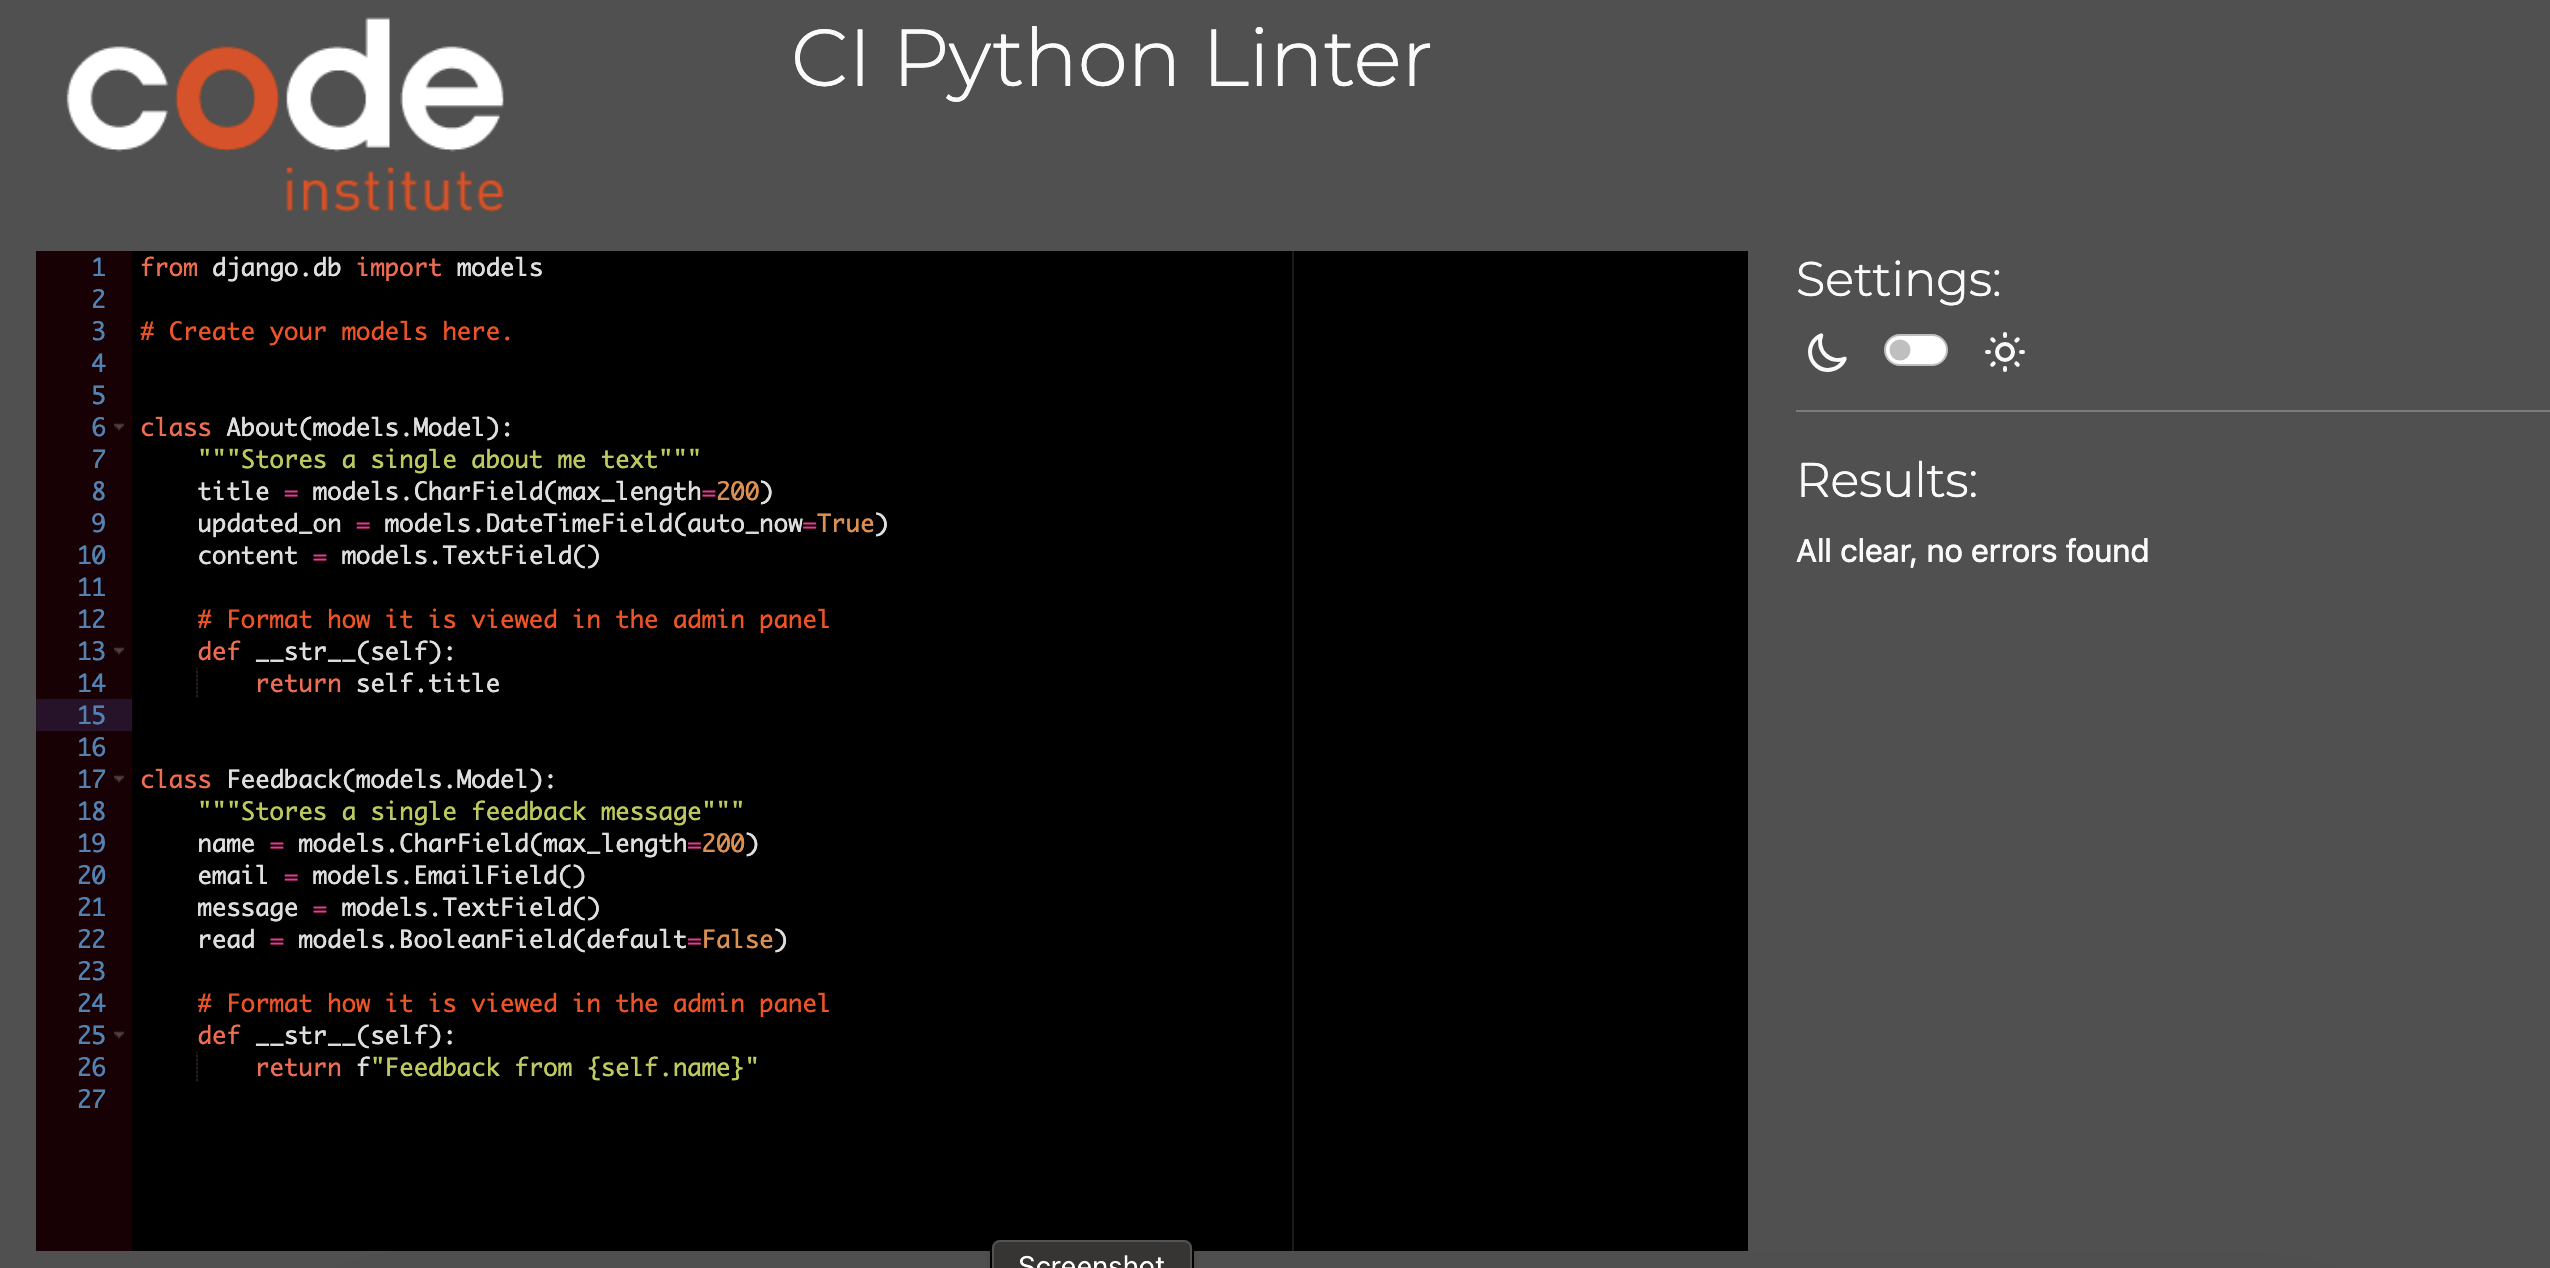 code
institute
CI Python Linter
1 from django.db import models
2
3 # Create your models here.
4
5
6 class About(models.Model):
7     """Stores a single about me text"""
8     title = models.CharField(max_length=200)
9     updated_on = models.DateTimeField(auto_now=True)
10     content = models.TextField()
11
12     # Format how it is viewed in the admin panel
13     def __str__(self):
14         return self.title
15
16
17 class Feedback(models.Model):
18     """Stores a single feedback message"""
19     name = models.CharField(max_length=200)
20     email = models.EmailField()
21     message = models.TextField()
22     read = models.BooleanField(default=False)
23
24     # Format how it is viewed in the admin panel
25     def __str__(self):
26         return f"Feedback from {self.name}"
27
Settings:
Results:
All clear, no errors found
Screenshot